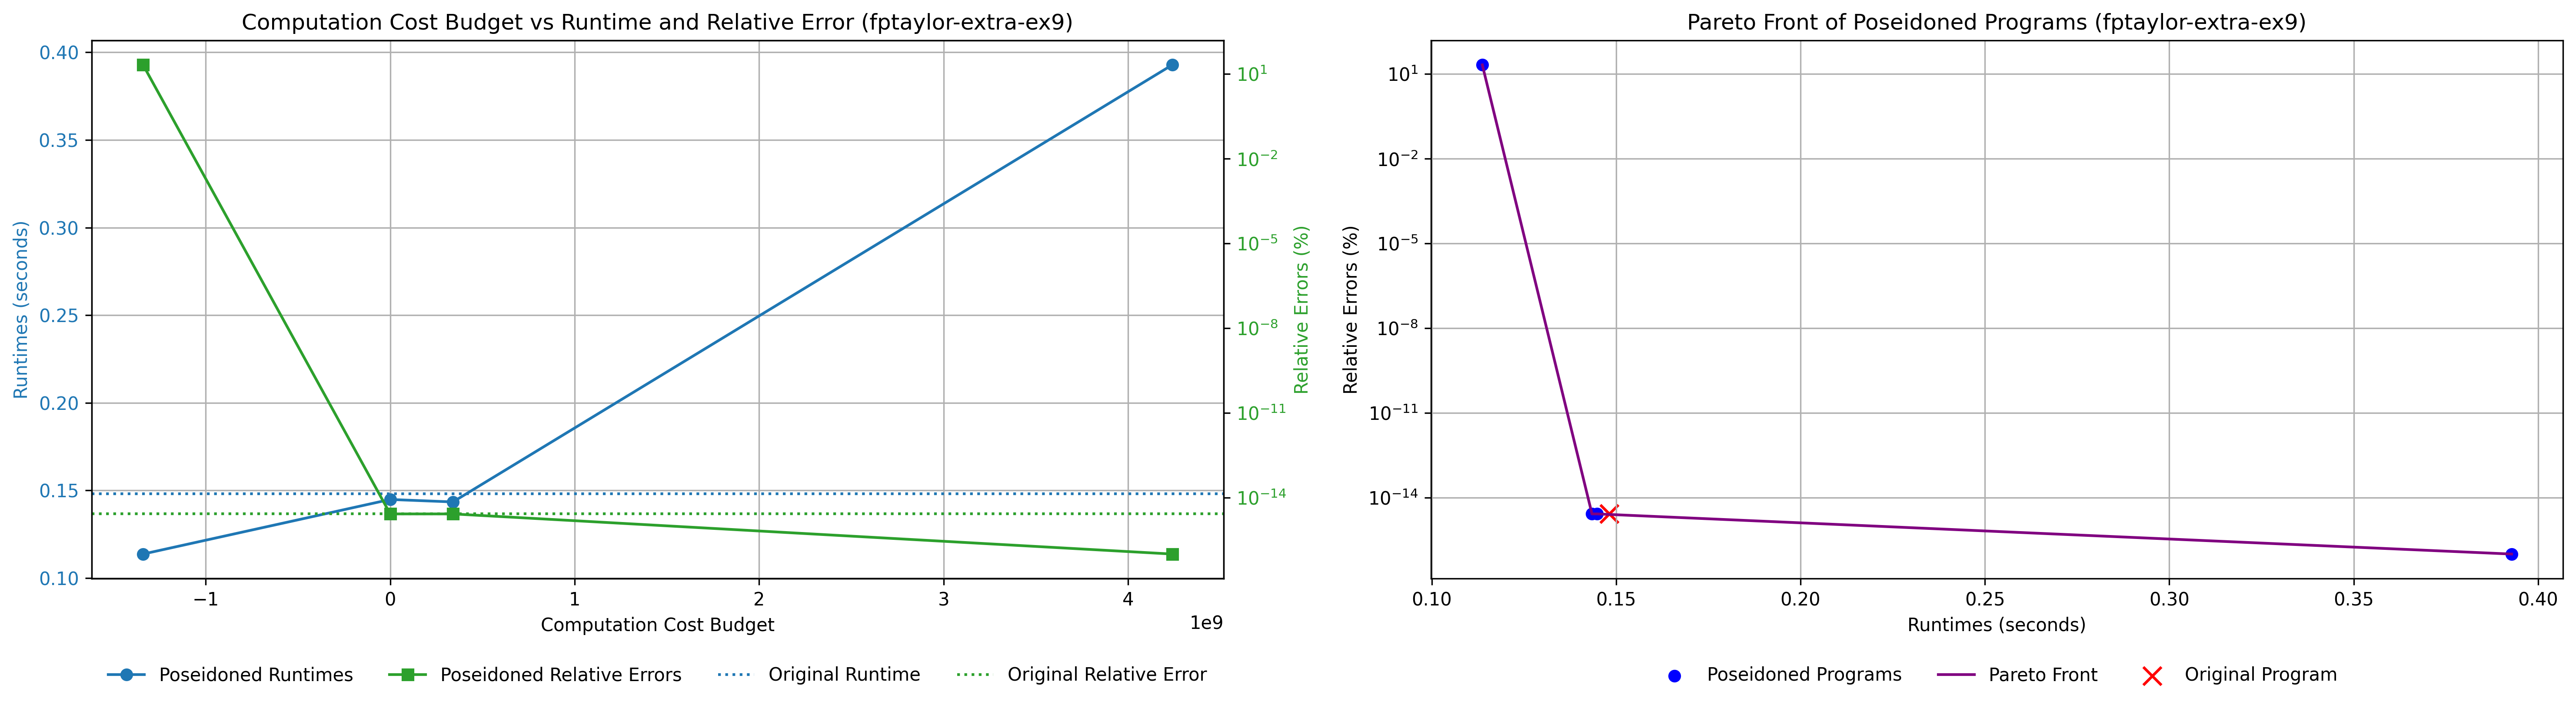 Computation Cost Budget vs Runtime and Relative Error (fptaylor-extra-ex9)
0.40
0.35
0.30
0.25
0.20
0.15
0.10
Runtimes (seconds)
10¹
10⁻²
10⁻⁵
10⁻⁸
10⁻¹¹
10⁻¹⁴
Relative Errors (%)
−1 0 1 2 3 4
1e9
Computation Cost Budget
Poseidoned Runtimes Poseidoned Relative Errors Original Runtime Original Relative Error
Pareto Front of Poseidoned Programs (fptaylor-extra-ex9)
10¹
10⁻²
10⁻⁵
10⁻⁸
10⁻¹¹
10⁻¹⁴
Relative Errors (%)
0.10 0.15 0.20 0.25 0.30 0.35 0.40
Runtimes (seconds)
Poseidoned Programs Pareto Front Original Program